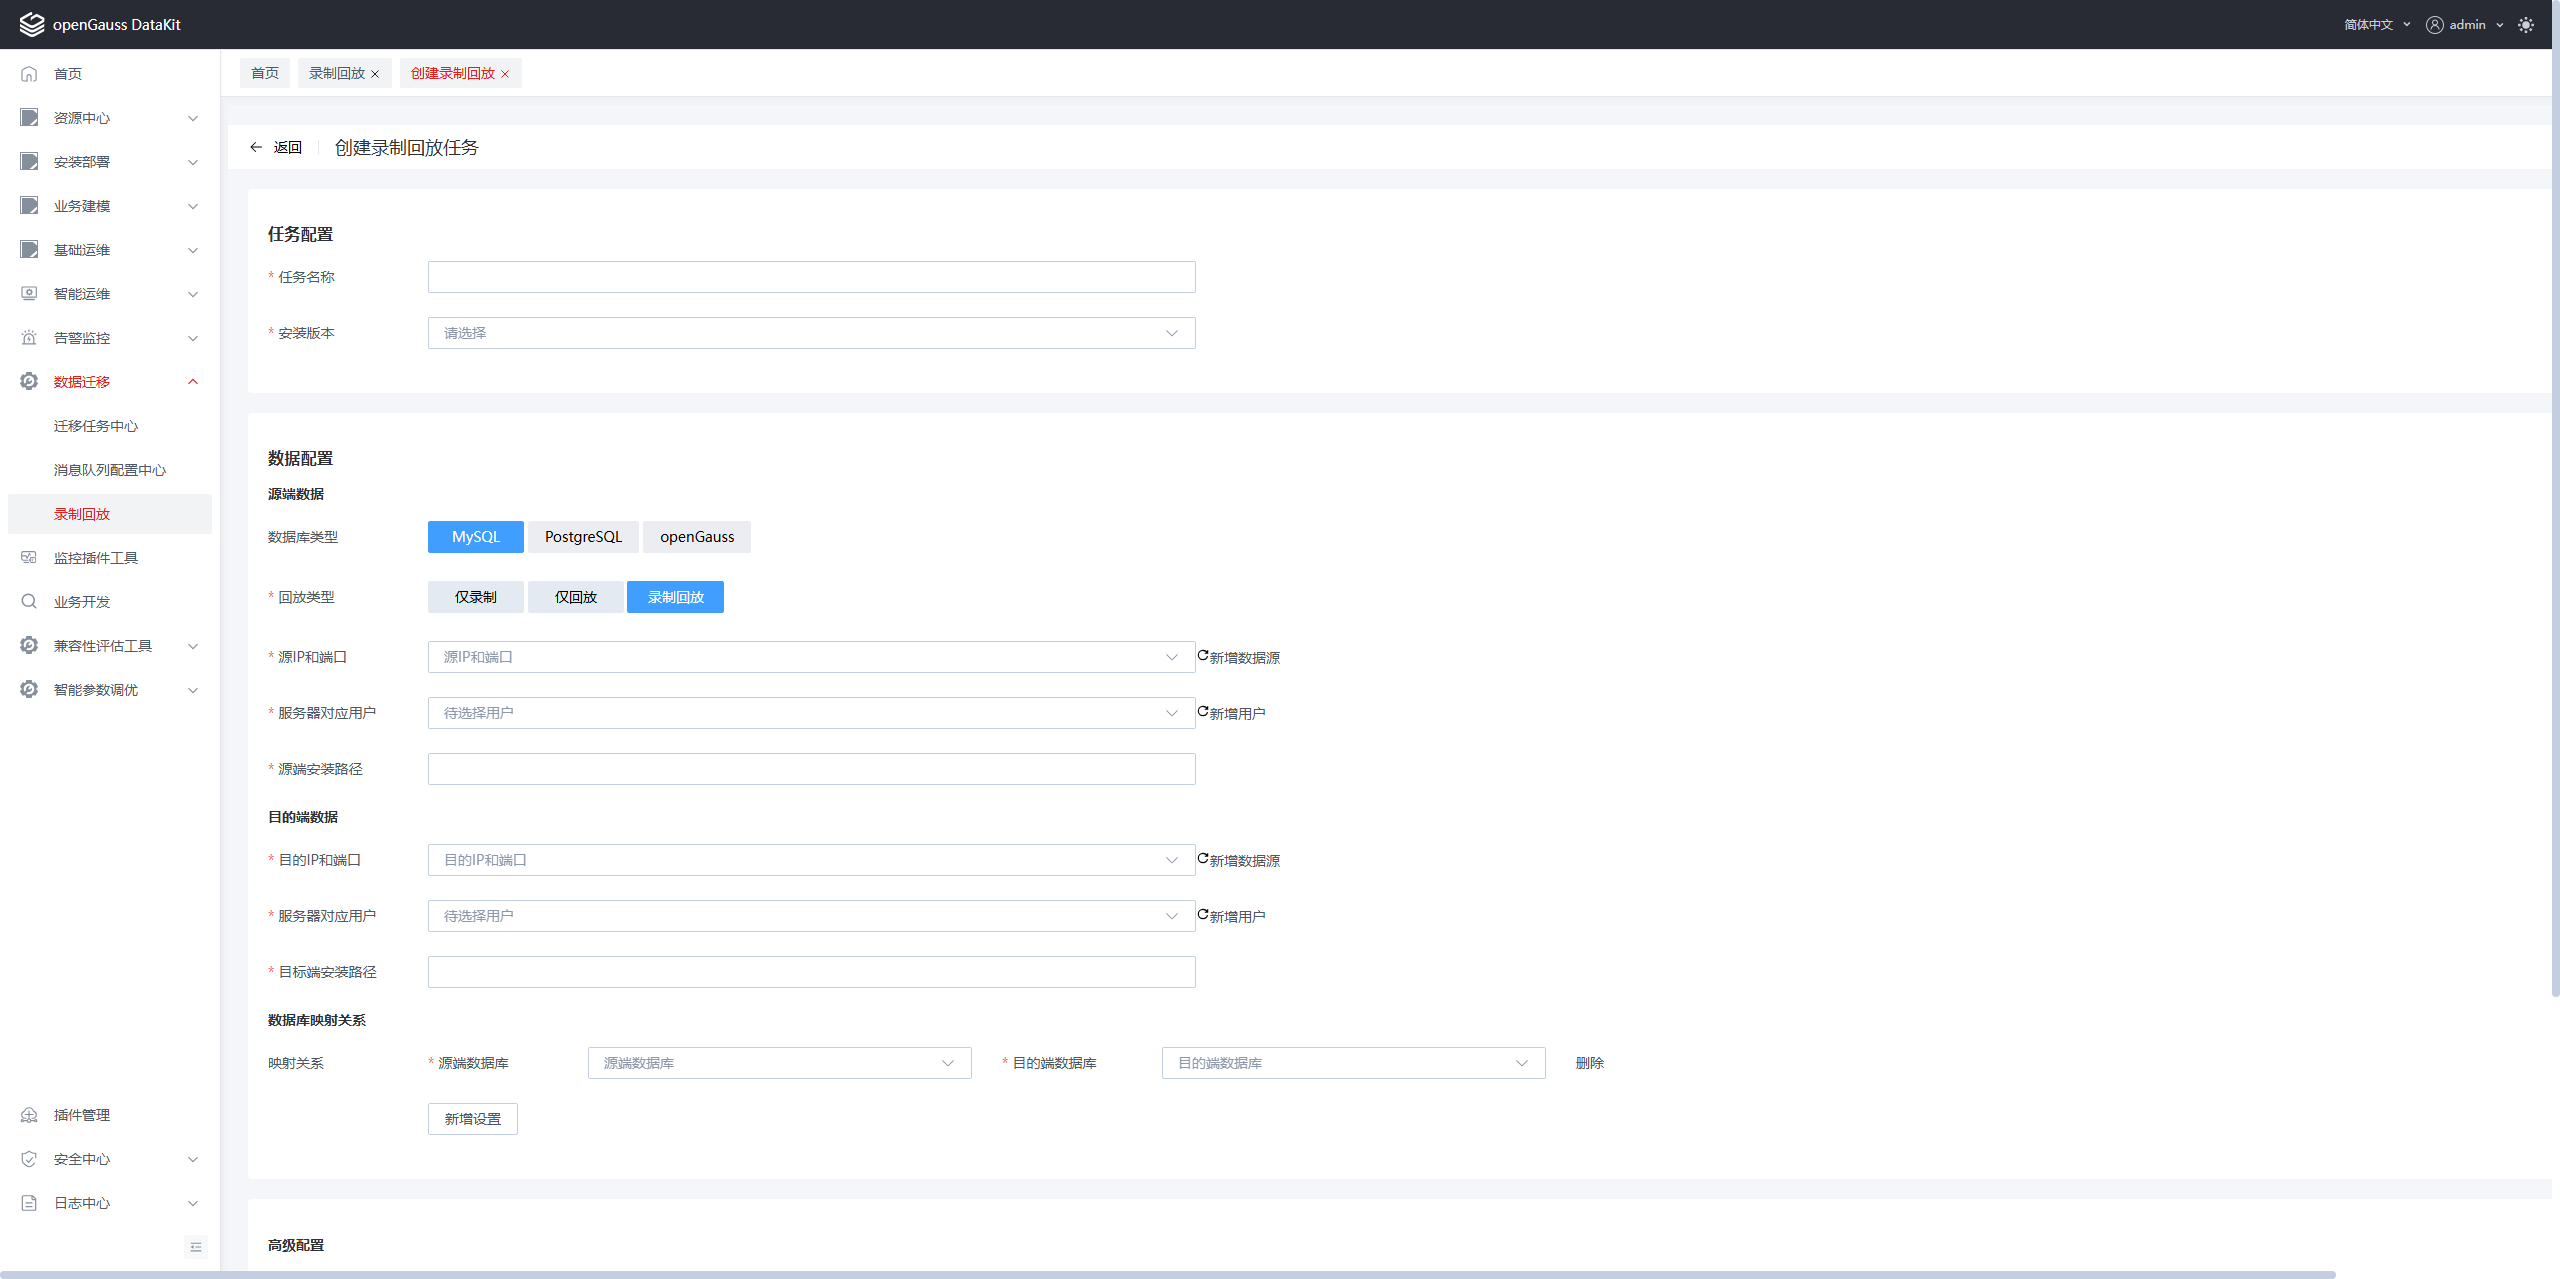 openGauss DataKit
简体中文
admin
首页
资源中心
安装部署
业务建模
基础运维
智能运维
告警监控
数据迁移
迁移任务中心
消息队列配置中心
录制回放
监控插件工具
业务开发
兼容性评估工具
智能参数调优
插件管理
安全中心
日志中心
首页 录制回放 创建录制回放
返回 创建录制回放任务
任务配置
* 任务名称
* 安装版本 请选择
数据配置
源端数据
数据库类型 MySQL PostgreSQL openGauss
* 回放类型 仅录制 仅回放 录制回放
* 源IP和端口 源IP和端口 新增数据源
* 服务器对应用户 待选择用户 新增用户
* 源端安装路径
目的端数据
* 目的IP和端口 目的IP和端口 新增数据源
* 服务器对应用户 待选择用户 新增用户
* 目标端安装路径
数据库映射关系
映射关系 * 源端数据库 源端数据库 * 目的端数据库 目的端数据库 删除
新增设置
高级配置